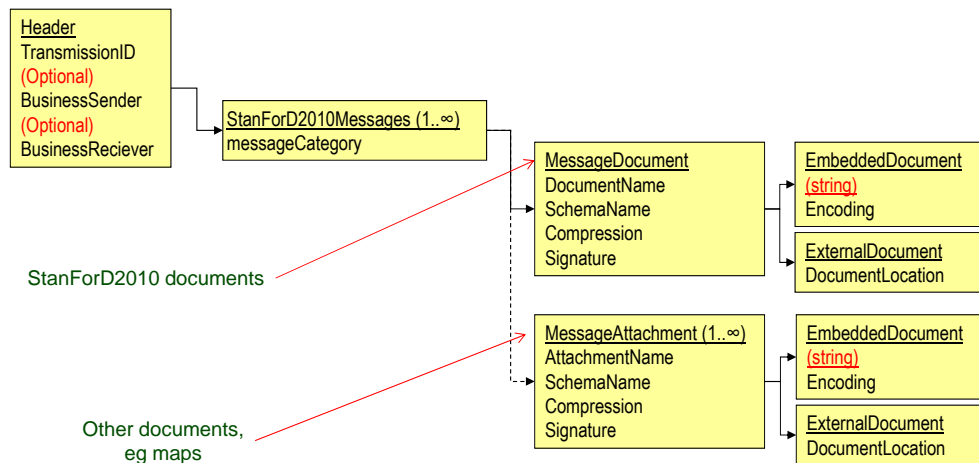 Header
TransmissionID
(Optional)
BusinessSender
(Optional)
BusinessReciever
StanForD2010Messages (1..∞)
messageCategory
MessageDocument
DocumentName
SchemaName
Compression
Signature
EmbeddedDocument
(string)
Encoding
ExternalDocument
DocumentLocation
StanForD2010 documents
MessageAttachment (1..∞)
AttachmentName
SchemaName
Compression
Signature
EmbeddedDocument
(string)
Encoding
ExternalDocument
DocumentLocation
Other documents,
eg maps